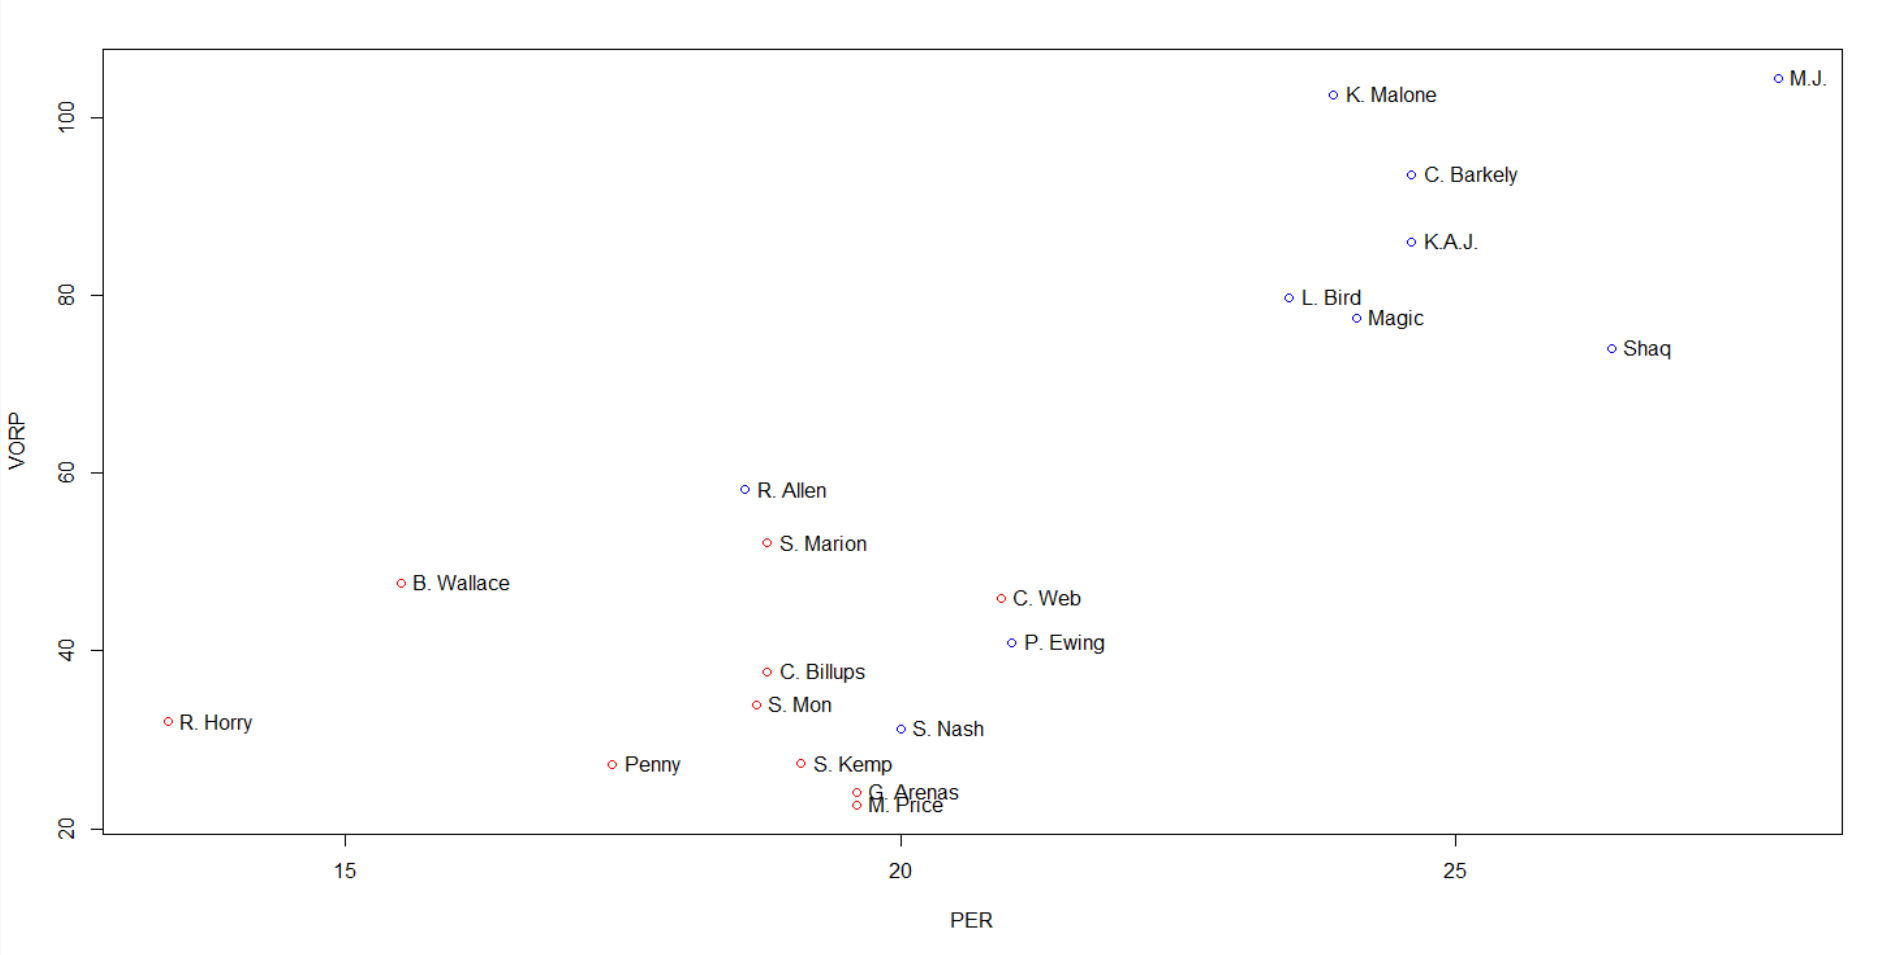 M.J.
K. Malone
C. Barkely
K.A.J.
L. Bird
Magic
Shaq
R. Allen
S. Marion
B. Wallace
C. Web
P. Ewing
C. Billups
S. Mon
R. Horry
S. Nash
Penny
S. Kemp
G. Arenas
M. Price
100
80
60
40
20
VORP
15 20 25
PER